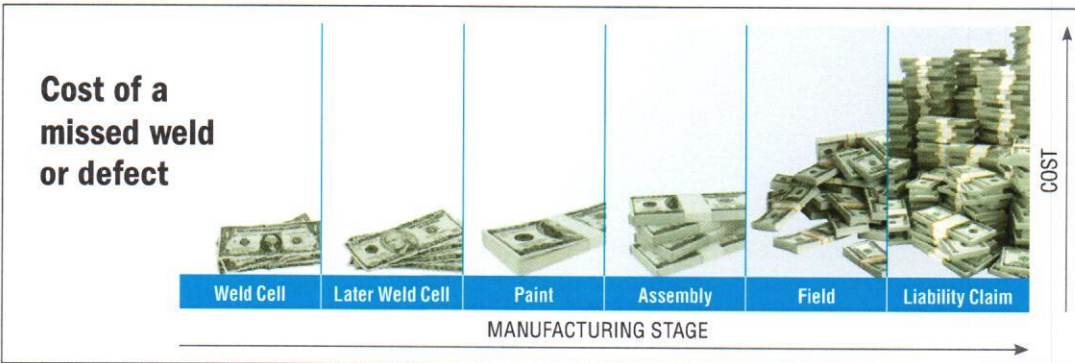 Cost of a
missed weld
or defect
COST
Weld Cell
Later Weld Cell
Paint
Assembly
Field
Liability Claim
MANUFACTURING STAGE